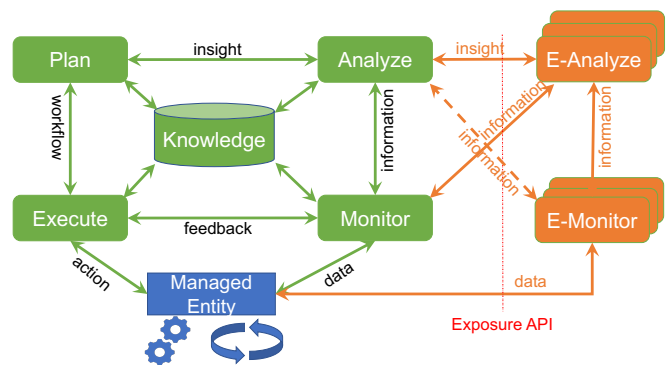 Plan
insight
Analyze
insight
E-Analyze
workflow
Knowledge
information
information
information
information
Execute
feedback
Monitor
E-Monitor
action
Managed
Entity
data
data
Exposure API